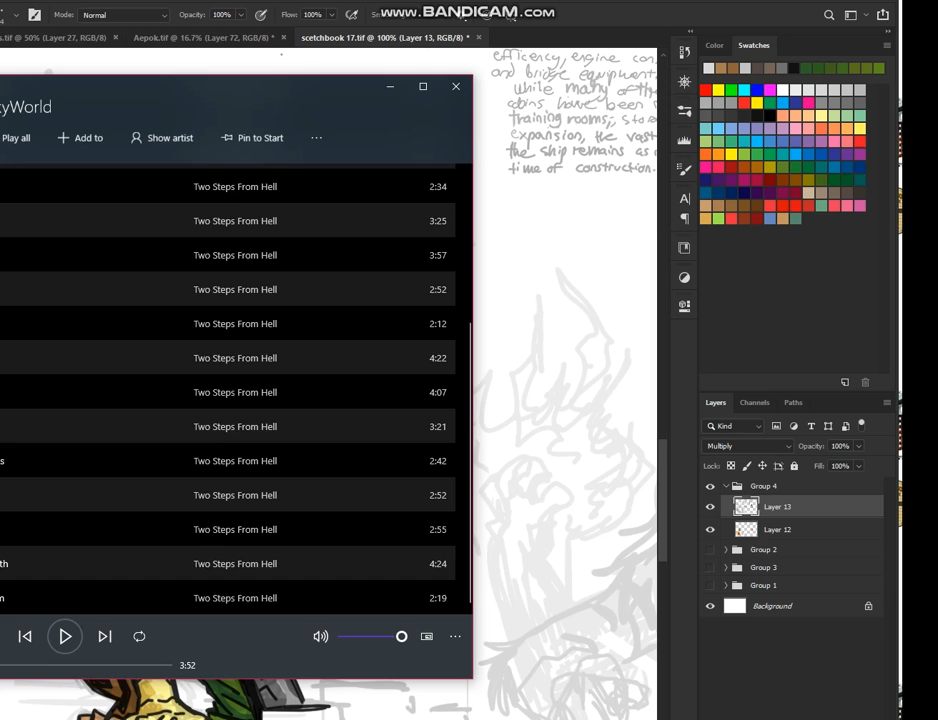 www.BANDICAM.com
Mode: Normal Opacity: 100% Flow: 100%
s.tif @ 50% (Layer 27, RGB/8) × Aepok.tif @ 16.7% (Layer 72, RGB/8) * × scetchbook 17.tif @ 100% (Layer 13, RGB/8) * ×
efficiency, engine con
and bridge equipment
while many of the
cabins have been
training rooms, sto
expansion, the vast
the ship remains as
time of construction.
yWorld
Play all Add to Show artist Pin to Start ...
Two Steps From Hell 2:34
Two Steps From Hell 3:25
Two Steps From Hell 3:57
Two Steps From Hell 2:52
Two Steps From Hell 2:12
Two Steps From Hell 4:22
Two Steps From Hell 4:07
Two Steps From Hell 3:21
s Two Steps From Hell 2:42
Two Steps From Hell 2:52
Two Steps From Hell 2:55
th Two Steps From Hell 4:24
m Two Steps From Hell 2:19
3:52
Color Swatches
Layers Channels Paths
Kind
Multiply Opacity: 100%
Lock: Fill: 100%
Group 4
Layer 13
Layer 12
Group 2
Group 3
Group 1
Background